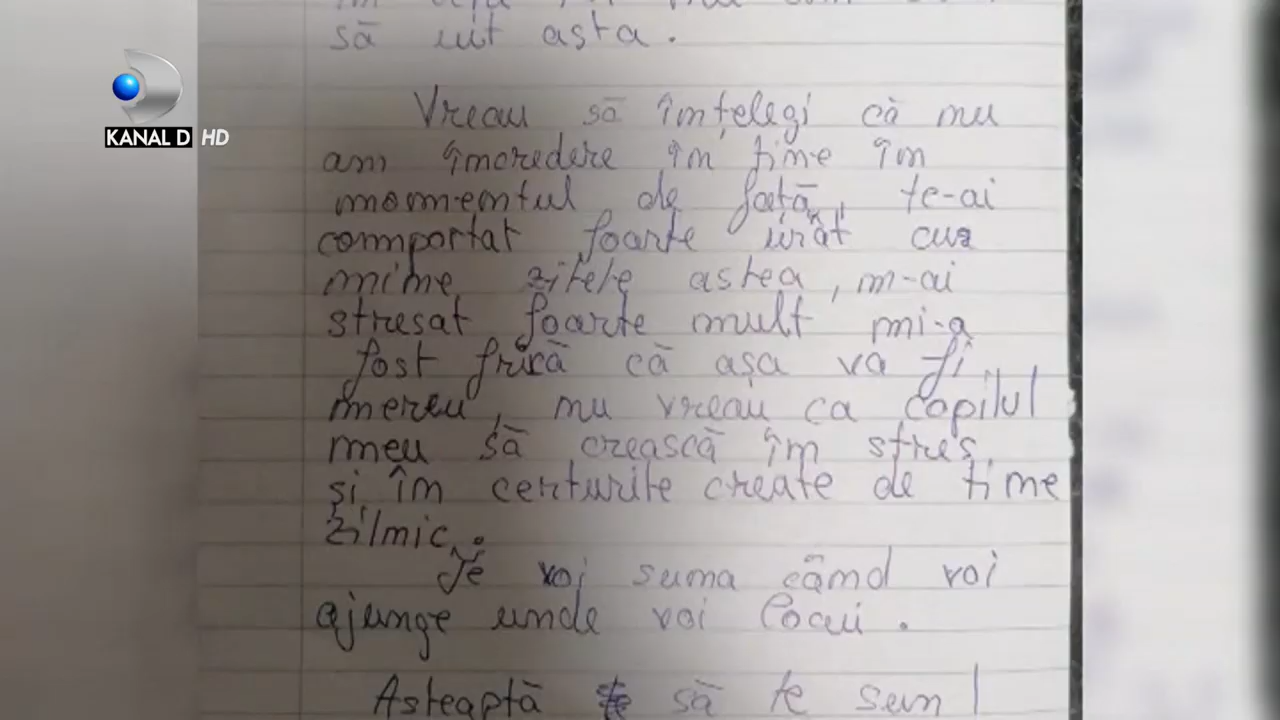 să uit asta.
KANAL D HD
Vreau să înțelegi că nu
am încredere în tine în
momentul de față, te-ai
comportat foarte urât cu
mine zilele astea, m-ai
stresat foarte mult mi-a
fost frică că așa va fi
mereu, nu vreau ca copilul
meu să crească în stres
și în certurile create de tine
zilnic.
Te voi suna când voi
ajunge unde voi locui.
Asteaptă să te sun!